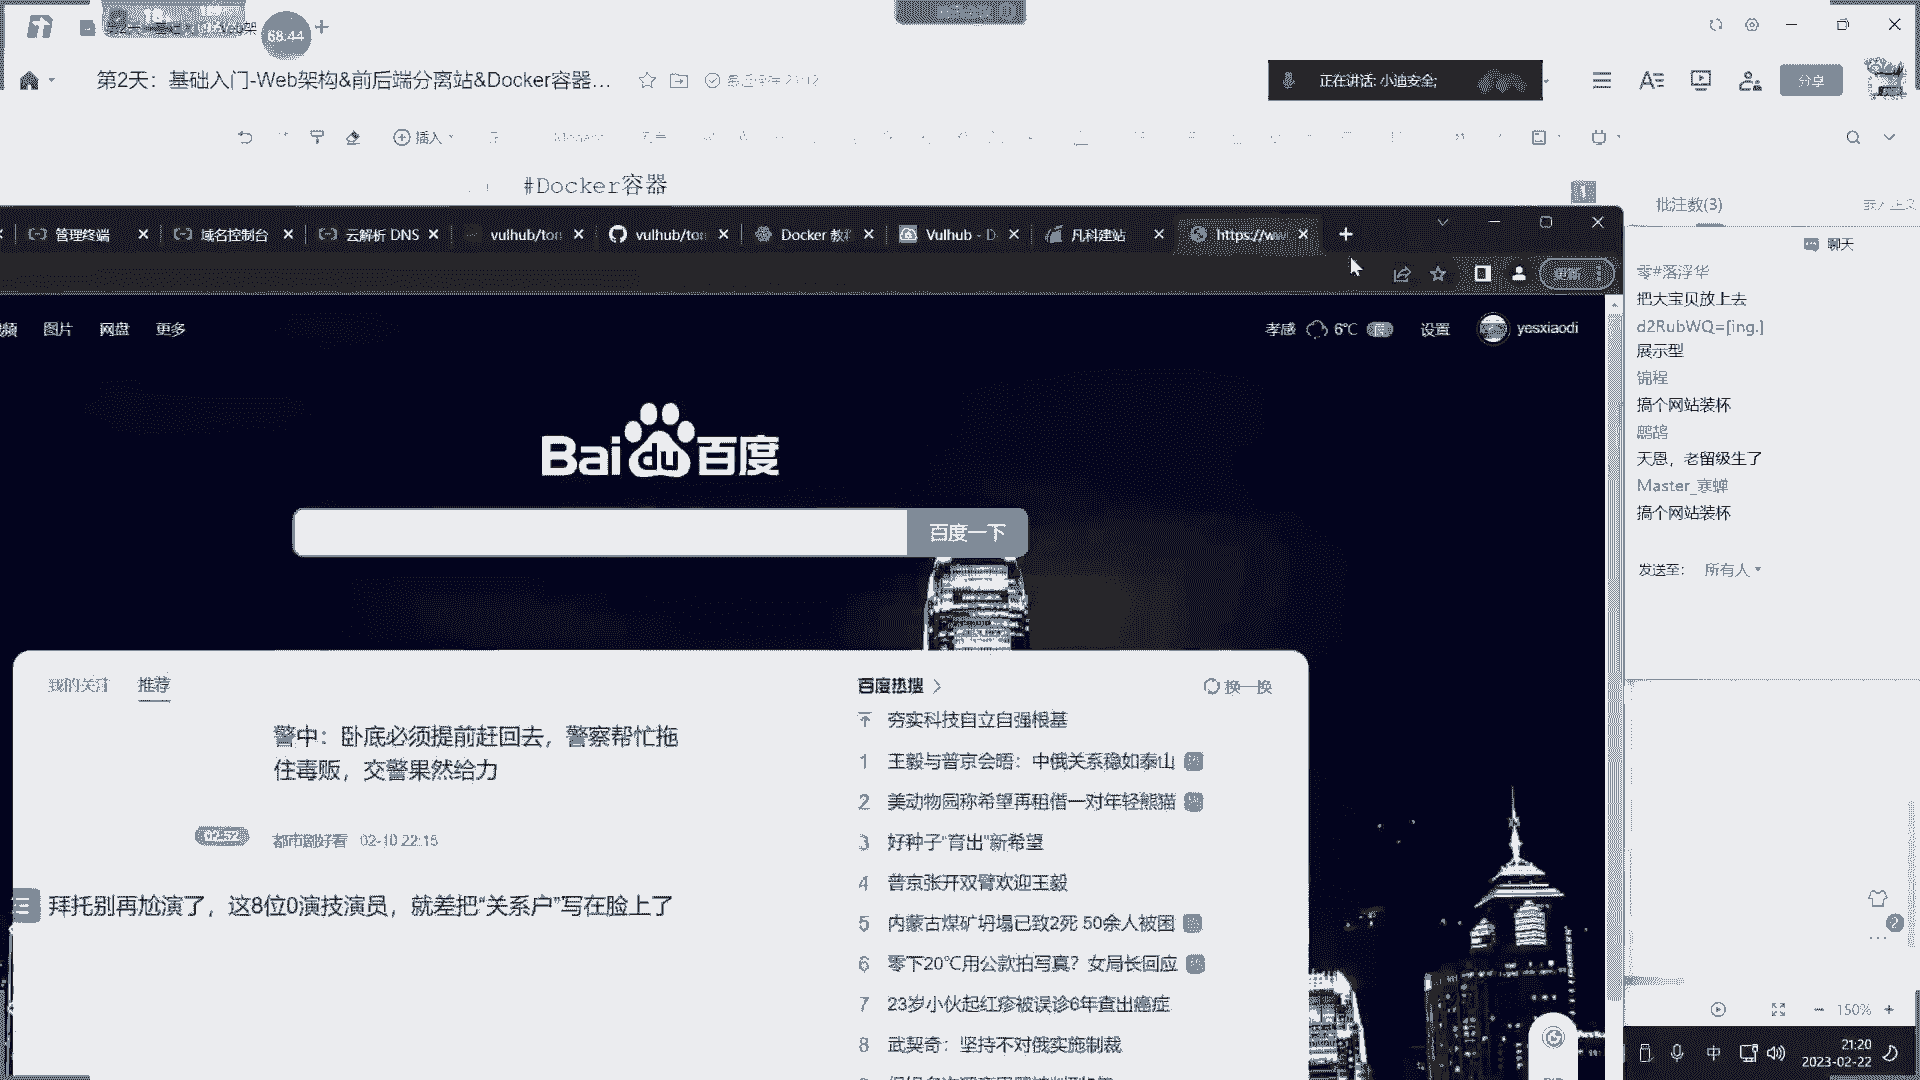 68.44
第2天：基础入门-Web架构&前后端分离站&Docker容器...
正在讲话: 小迪安全;
分享
插入
#Docker容器
1
批注数(3)
管理终端
域名控制台
云解析 DNS
vulhub/tom
vulhub/tom
Docker 教程
Vulhub - D
凡科建站
https://ww
更新
聊天
零#落浮华
把大宝贝放上去
d2RubWQ=[ing.]
展示型
锦程
搞个网站装杯
鹏鸪
天恩，老留级生了
Master_寒蝉
搞个网站装杯
发送至：
所有人
图片
网盘
更多
孝感
6℃
设置
yesxiaodi
Bai du 百度
百度一下
我的关注
推荐
百度热搜
换一换
警中：卧底必须提前赶回去，警察帮忙拖
住毒贩，交警果然给力
02:52
都市剧好看
02-10 22:15
拜托别再尬演了，这8位0演技演员，就差把“关系户”写在脸上了
夯实科技自立自强根基
1 王毅与普京会晤：中俄关系稳如泰山
2 美动物园称希望再租借一对年轻熊猫
3 好种子“育出”新希望
4 普京张开双臂欢迎王毅
5 内蒙古煤矿坍塌已致2死 50余人被困
6 零下20℃用公款拍写真？女局长回应
7 23岁小伙起红疹被误诊6年查出癌症
8 武契奇：坚持不对俄实施制裁
2
150%
中
21:20
2023-02-22